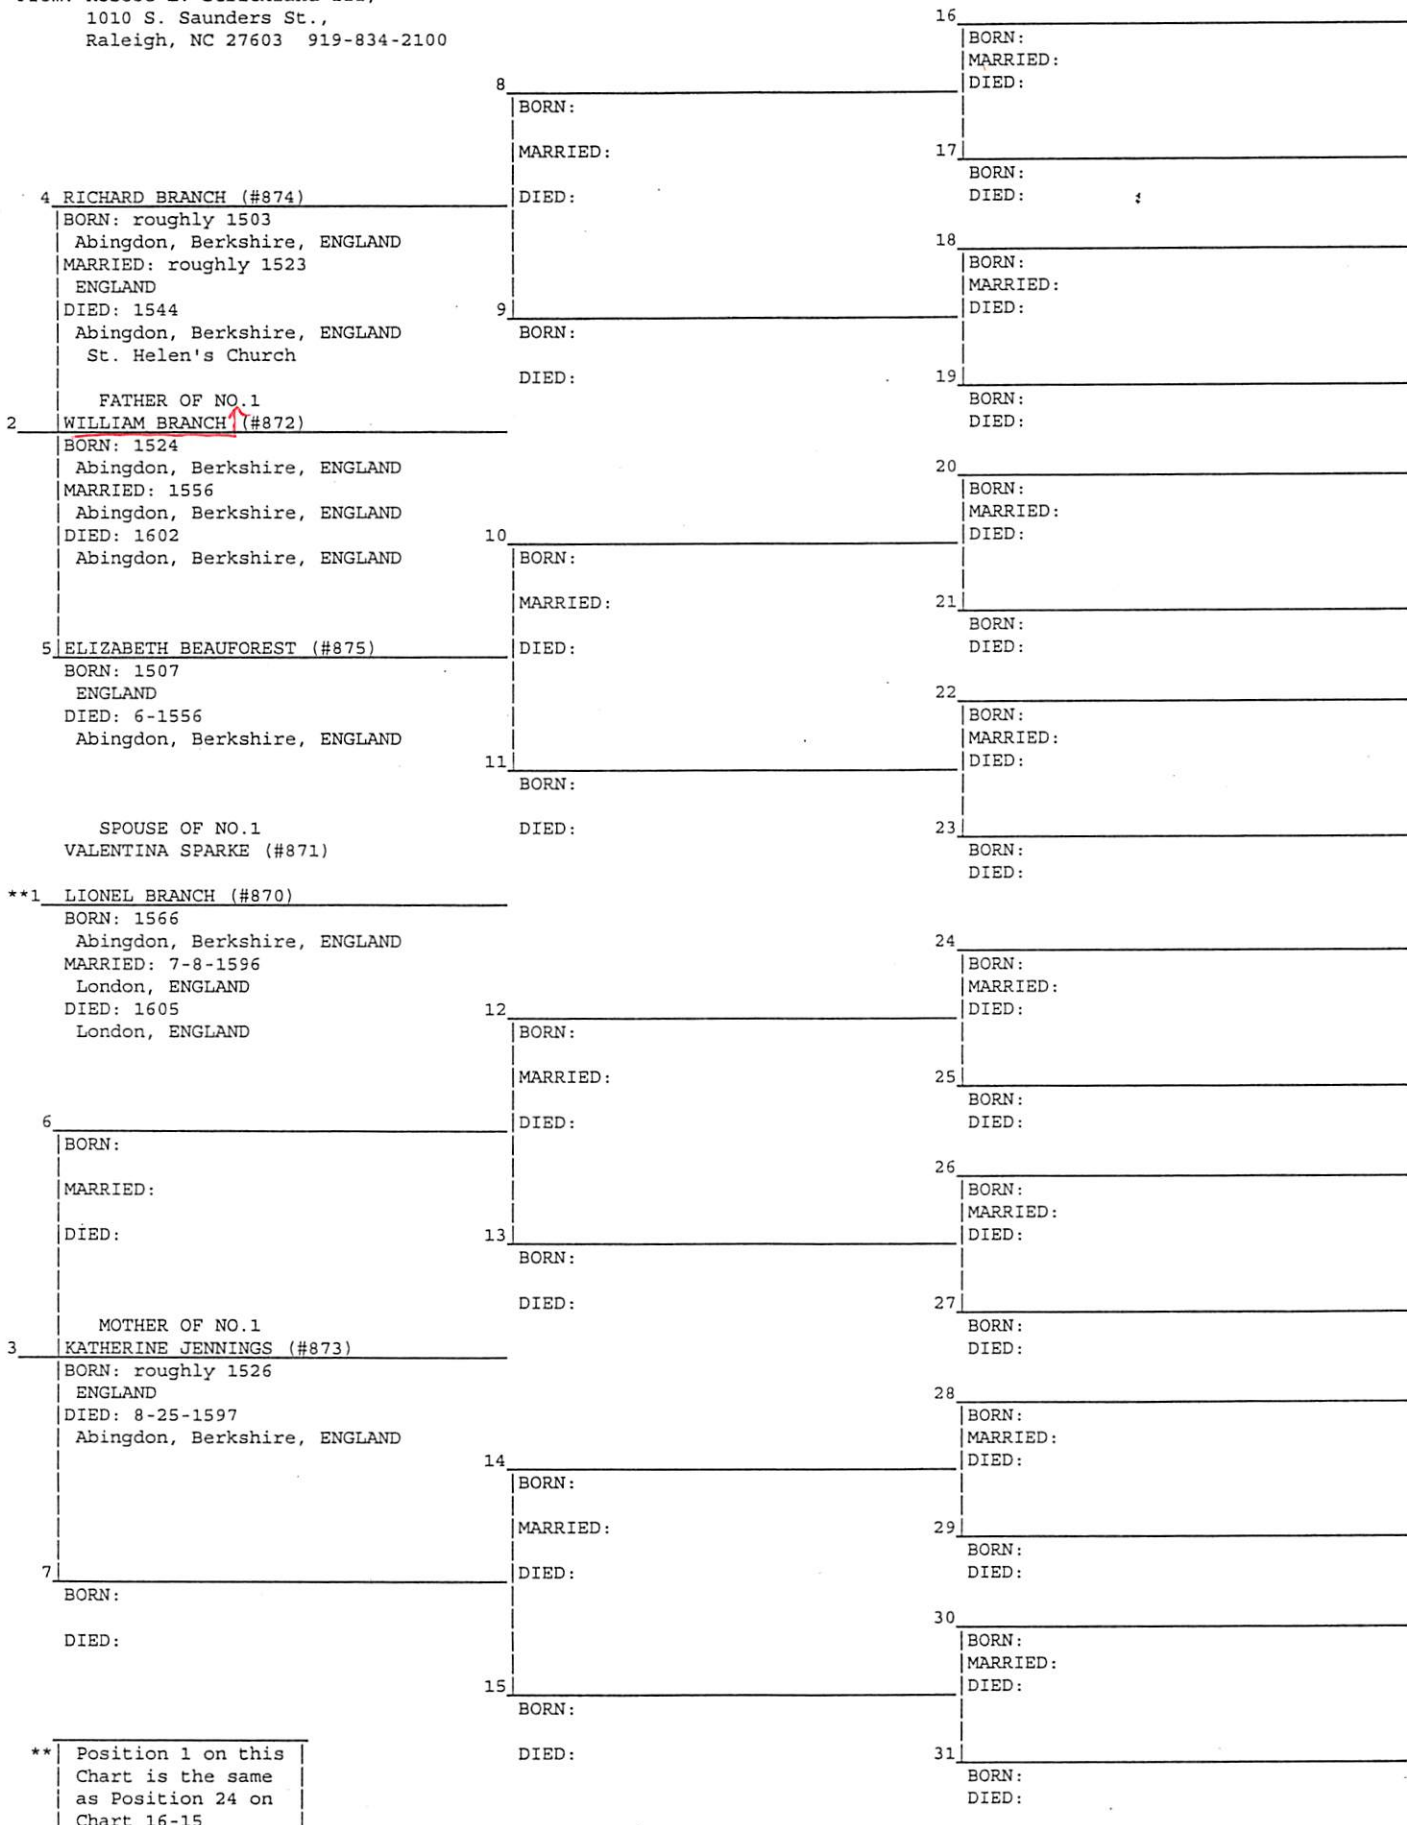 1010 S. Saunders St.,
Raleigh, NC 27603 919-834-2100
16
BORN:
MARRIED:
DIED:
8
BORN:
MARRIED:
DIED:
17
BORN:
DIED:
4 RICHARD BRANCH (#874)
BORN: roughly 1503
Abingdon, Berkshire, ENGLAND
MARRIED: roughly 1523
ENGLAND
DIED: 1544
Abingdon, Berkshire, ENGLAND
St. Helen's Church
18
BORN:
MARRIED:
DIED:
9
BORN:
DIED:
19
BORN:
DIED:
FATHER OF NO.1
2 WILLIAM BRANCH (#872)
BORN: 1524
Abingdon, Berkshire, ENGLAND
MARRIED: 1556
Abingdon, Berkshire, ENGLAND
DIED: 1602
Abingdon, Berkshire, ENGLAND
20
BORN:
MARRIED:
DIED:
10
BORN:
MARRIED:
DIED:
21
BORN:
DIED:
5 ELIZABETH BEAUFOREST (#875)
BORN: 1507
ENGLAND
DIED: 6-1556
Abingdon, Berkshire, ENGLAND
22
BORN:
MARRIED:
DIED:
11
BORN:
DIED:
23
BORN:
DIED:
SPOUSE OF NO.1
VALENTINA SPARKE (#871)
**1 LIONEL BRANCH (#870)
BORN: 1566
Abingdon, Berkshire, ENGLAND
MARRIED: 7-8-1596
London, ENGLAND
DIED: 1605
London, ENGLAND
24
BORN:
MARRIED:
DIED:
12
BORN:
MARRIED:
DIED:
25
BORN:
DIED:
6
BORN:
MARRIED:
DIED:
26
BORN:
MARRIED:
DIED:
13
BORN:
DIED:
27
BORN:
DIED:
MOTHER OF NO.1
3 KATHERINE JENNINGS (#873)
BORN: roughly 1526
ENGLAND
DIED: 8-25-1597
Abingdon, Berkshire, ENGLAND
28
BORN:
MARRIED:
DIED:
14
BORN:
MARRIED:
DIED:
29
BORN:
DIED:
7
BORN:
DIED:
30
BORN:
MARRIED:
DIED:
15
BORN:
DIED:
31
BORN:
DIED:
** Position 1 on this
Chart is the same
as Position 24 on
Chart 16-15